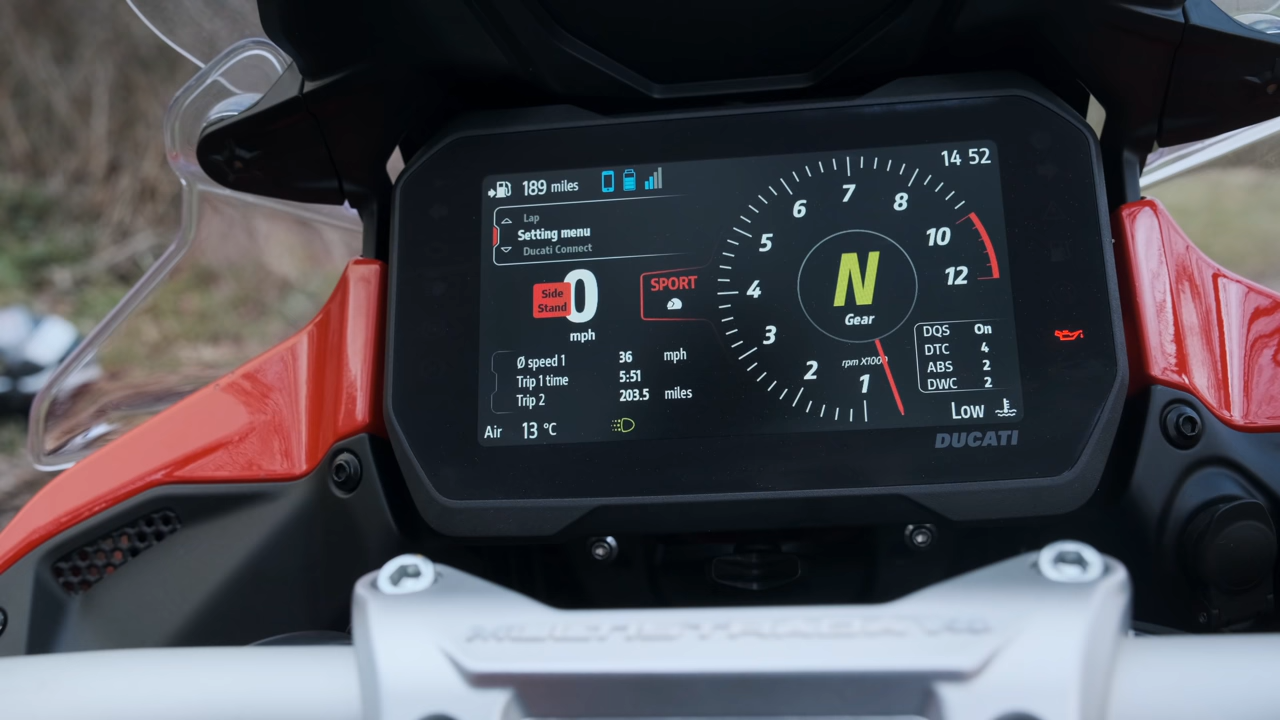 189 miles
14 52
Lap
Setting menu
Ducati Connect
Side
Stand
0
mph
SPORT
7
6
8
5
10
4
12
3
2
1
N
Gear
rpm X1000
DQS On
DTC 4
ABS 2
DWC 2
Ø speed 1 36 mph
Trip 1 time 5:51
Trip 2 203.5 miles
Air 13 °C
Low
DUCATI
MULTISTRADA V4